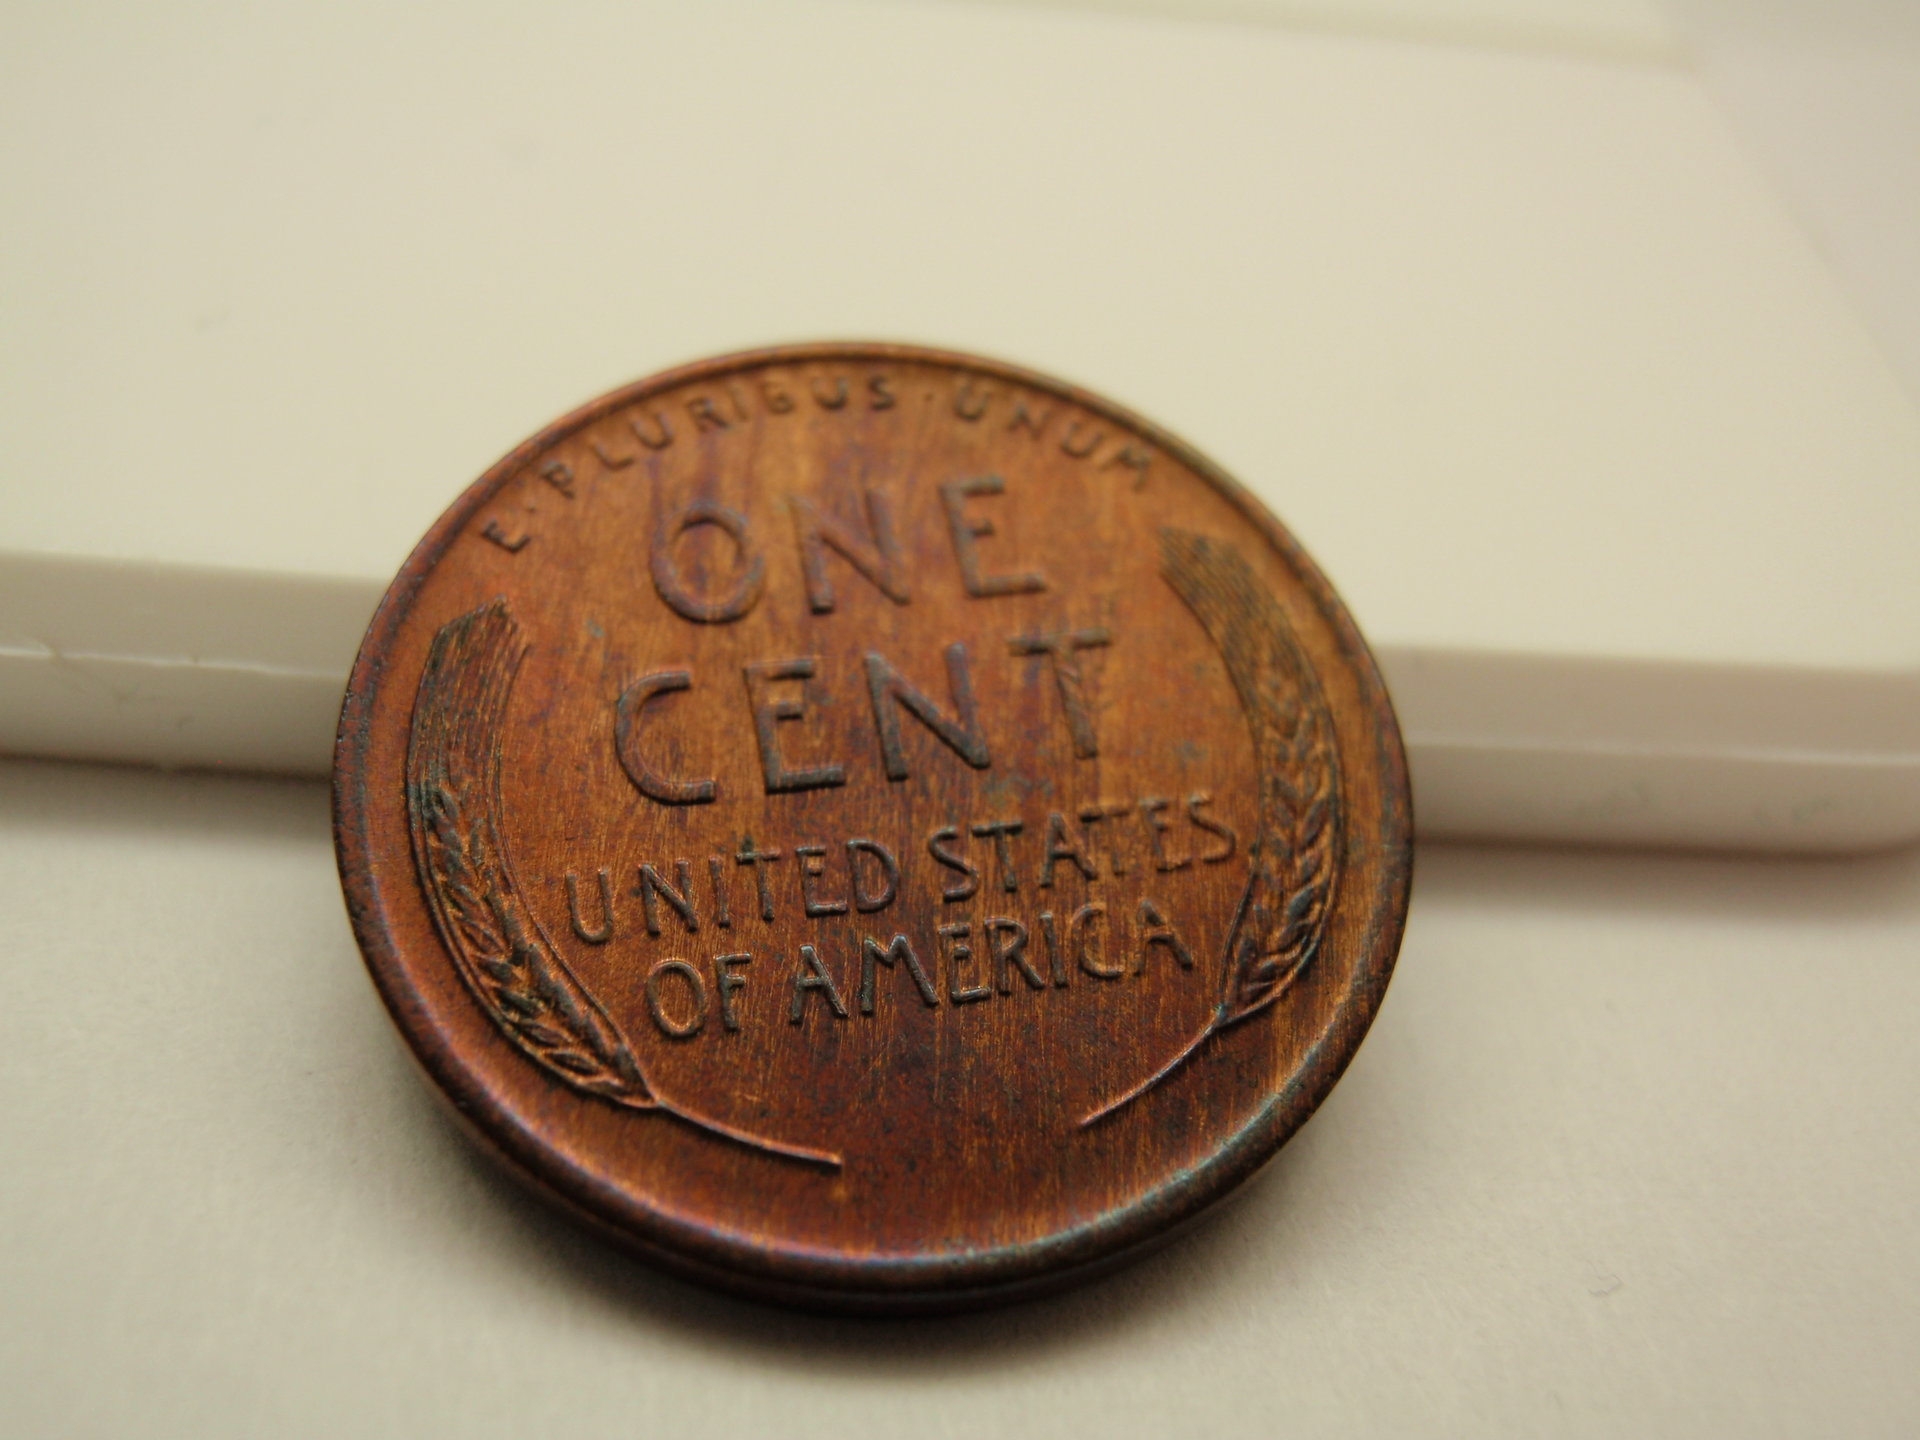 E·PLURIBUS·UNUM
ONE
CENT
UNITED STATES
OF AMERICA